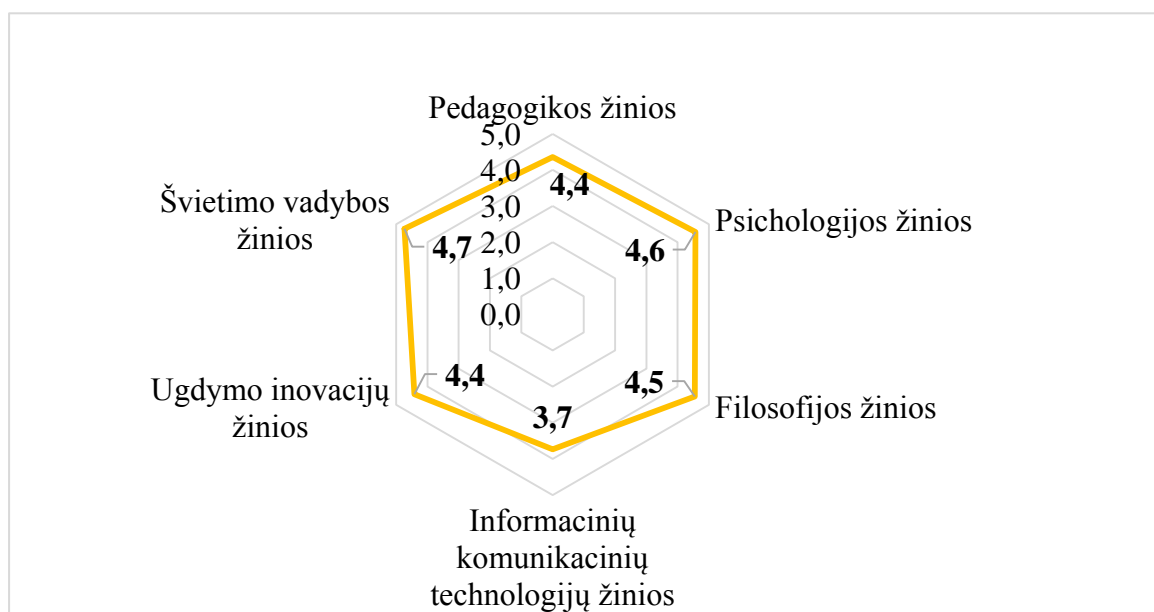 Pedagogikos žinios
5,0
4,0
3,0
2,0
1,0
0,0
4,4
Psichologijos žinios
4,6
Filosofijos žinios
4,5
Informacinių
komunikacinių
technologijų žinios
3,7
Ugdymo inovacijų
žinios
4,4
Švietimo vadybos
žinios
4,7